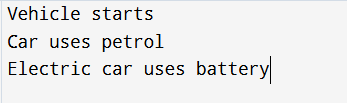 Vehicle starts
Car uses petrol
Electric car uses battery